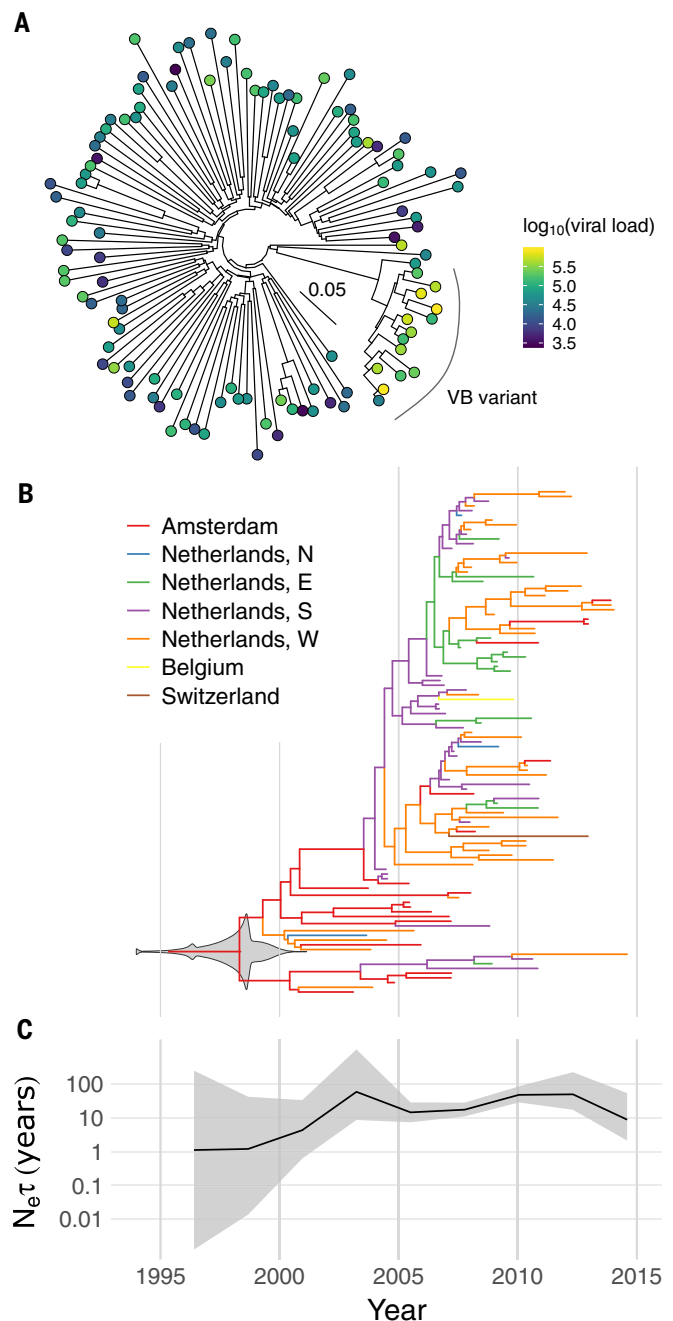 A
log₁₀(viral load)
5.5
5.0
4.5
4.0
3.5
0.05
VB variant
B
Amsterdam
Netherlands, N
Netherlands, E
Netherlands, S
Netherlands, W
Belgium
Switzerland
C
Nₑτ (years)
100
10
1
0.1
0.01
1995 2000 2005 2010 2015
Year